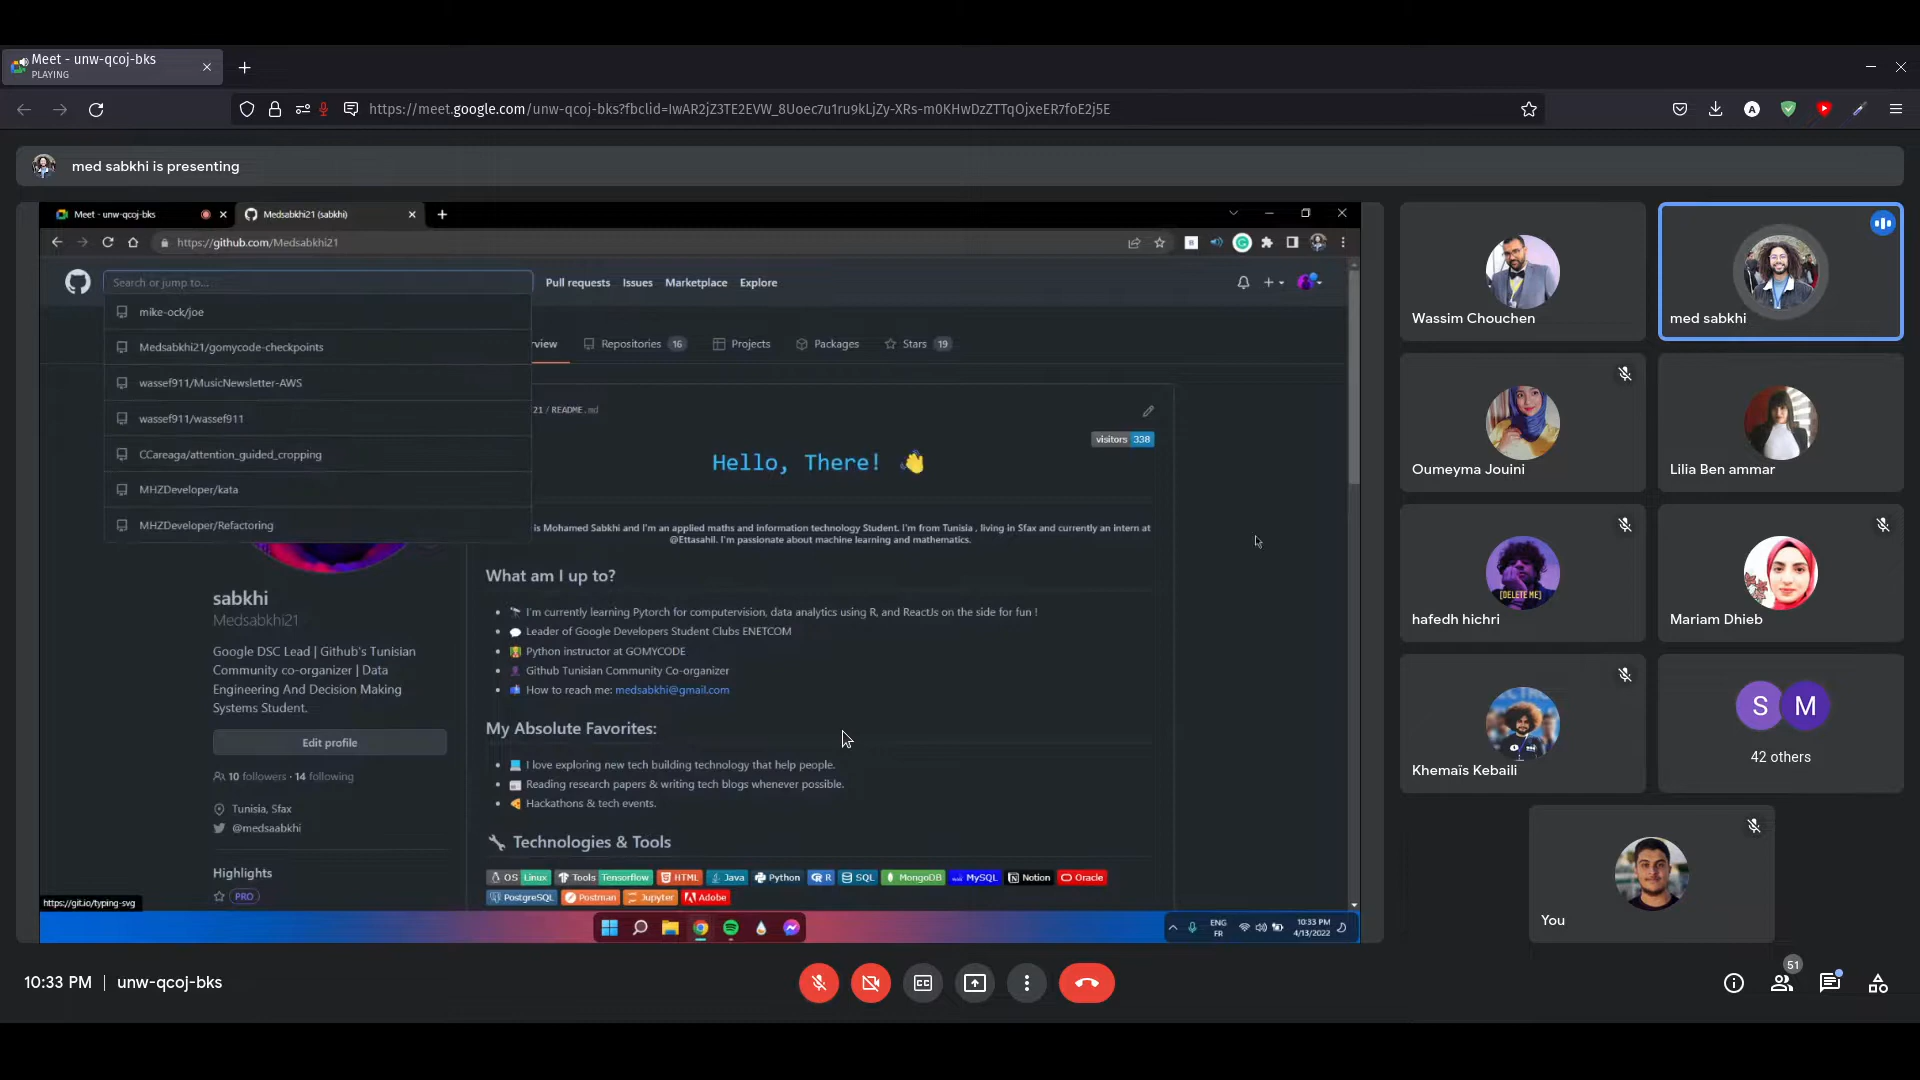 Meet - unw-qcoj-bks
PLAYING
https://meet.google.com/unw-qcoj-bks?fbclid=IwAR2jZ3TE2EVW_8Uoec7u1ru9kLjZy-XRs-m0KHwDzZTTqOjxeER7foE2j5E
A
med sabkhi is presenting
Meet - unw-qcoj-bks
Medsabkhi21 (sabkhi)
https://github.com/Medsabkhi21
Search or jump to...
Pull requests Issues Marketplace Explore
mike-ock/joe
Medsabkhi21/gomycode-checkpoints
wassef911/MusicNewsletter-AWS
wassef911/wassef911
CCareaga/attention_guided_cropping
MHZDeveloper/kata
MHZDeveloper/Refactoring
rview Repositories 16 Projects Packages Stars 19
21 / README.md
visitors 338
Hello, There!
is Mohamed Sabkhi and I'm an applied maths and information technology Student. I'm from Tunisia , living in Sfax and currently an intern at
@Ettasahil. I'm passionate about machine learning and mathematics.
What am I up to?
I'm currently learning Pytorch for computervision, data analytics using R, and ReactJs on the side for fun !
Leader of Google Developers Student Clubs ENETCOM
Python instructor at GOMYCODE
Github Tunisian Community Co-organizer
How to reach me: medsabkhi@gmail.com
My Absolute Favorites:
I love exploring new tech building technology that help people.
Reading research papers & writing tech blogs whenever possible.
Hackathons & tech events.
Technologies & Tools
OS Linux Tools Tensorflow HTML Java Python R SQL MongoDB MySQL Notion Oracle
PostgreSQL Postman Jupyter Adobe
sabkhi
Medsabkhi21
Google DSC Lead | Github's Tunisian
Community co-organizer | Data
Engineering And Decision Making
Systems Student.
Edit profile
10 followers · 14 following
Tunisia, Sfax
@medsaabkhi
Highlights
PRO
https://git.io/typing-svg
ENG
FR
10:33 PM
4/13/2022
Wassim Chouchen
med sabkhi
Oumeyma Jouini
Lilia Ben ammar
[DELETE ME]
hafedh hichri
Mariam Dhieb
Khemaïs Kebaili
S M
42 others
You
10:33 PM | unw-qcoj-bks
51